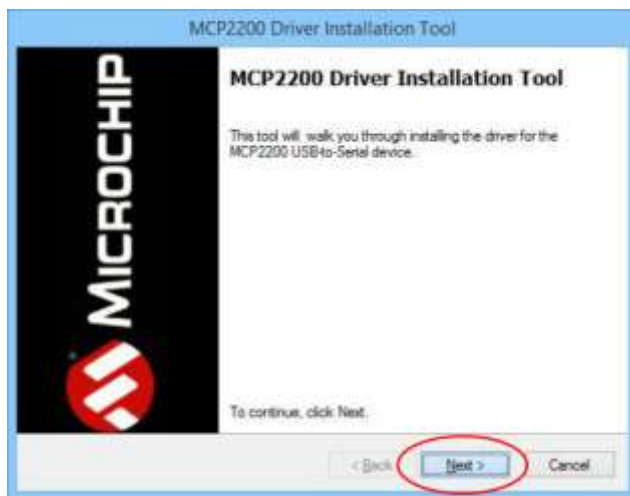 MCP2200 Driver Installation Tool
MICROCHIP
MCP2200 Driver Installation Tool
This tool will walk you through installing the driver for the
MCP2200 USB-to-Serial device.
To continue, click Next.
< Back
Next >
Cancel